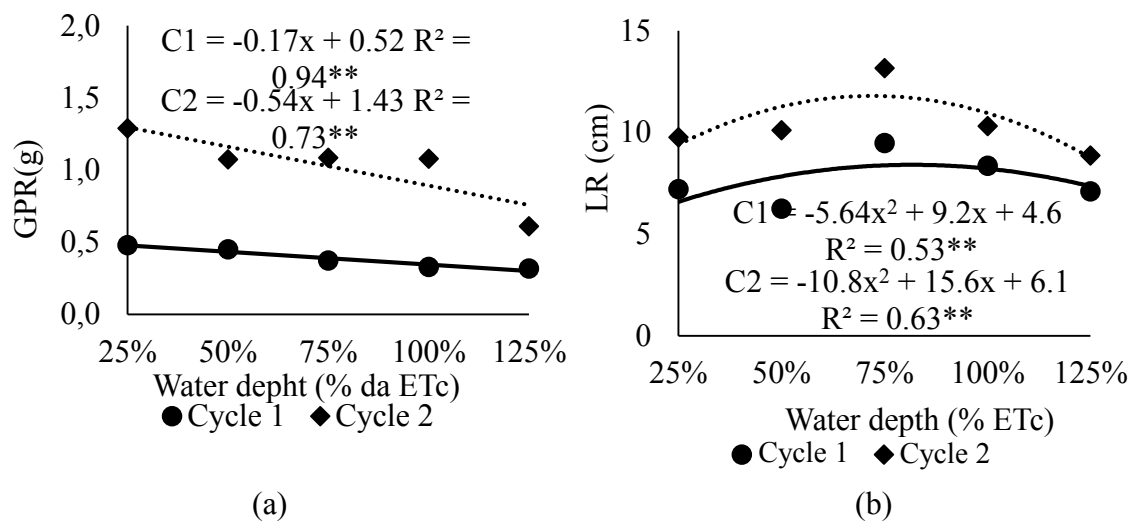 2,0
1,5
1,0
0,5
0,0
GPR(g)
C1 = -0.17x + 0.52 R² =
0.94**
C2 = -0.54x + 1.43 R² =
0.73**
25% 50% 75% 100% 125%
Water depht (% da ETc)
Cycle 1 Cycle 2
(a)
15
10
5
0
LR (cm)
C1 = -5.64x² + 9.2x + 4.6
R² = 0.53**
C2 = -10.8x² + 15.6x + 6.1
R² = 0.63**
25% 50% 75% 100% 125%
Water depth (% ETc)
Cycle 1 Cycle 2
(b)